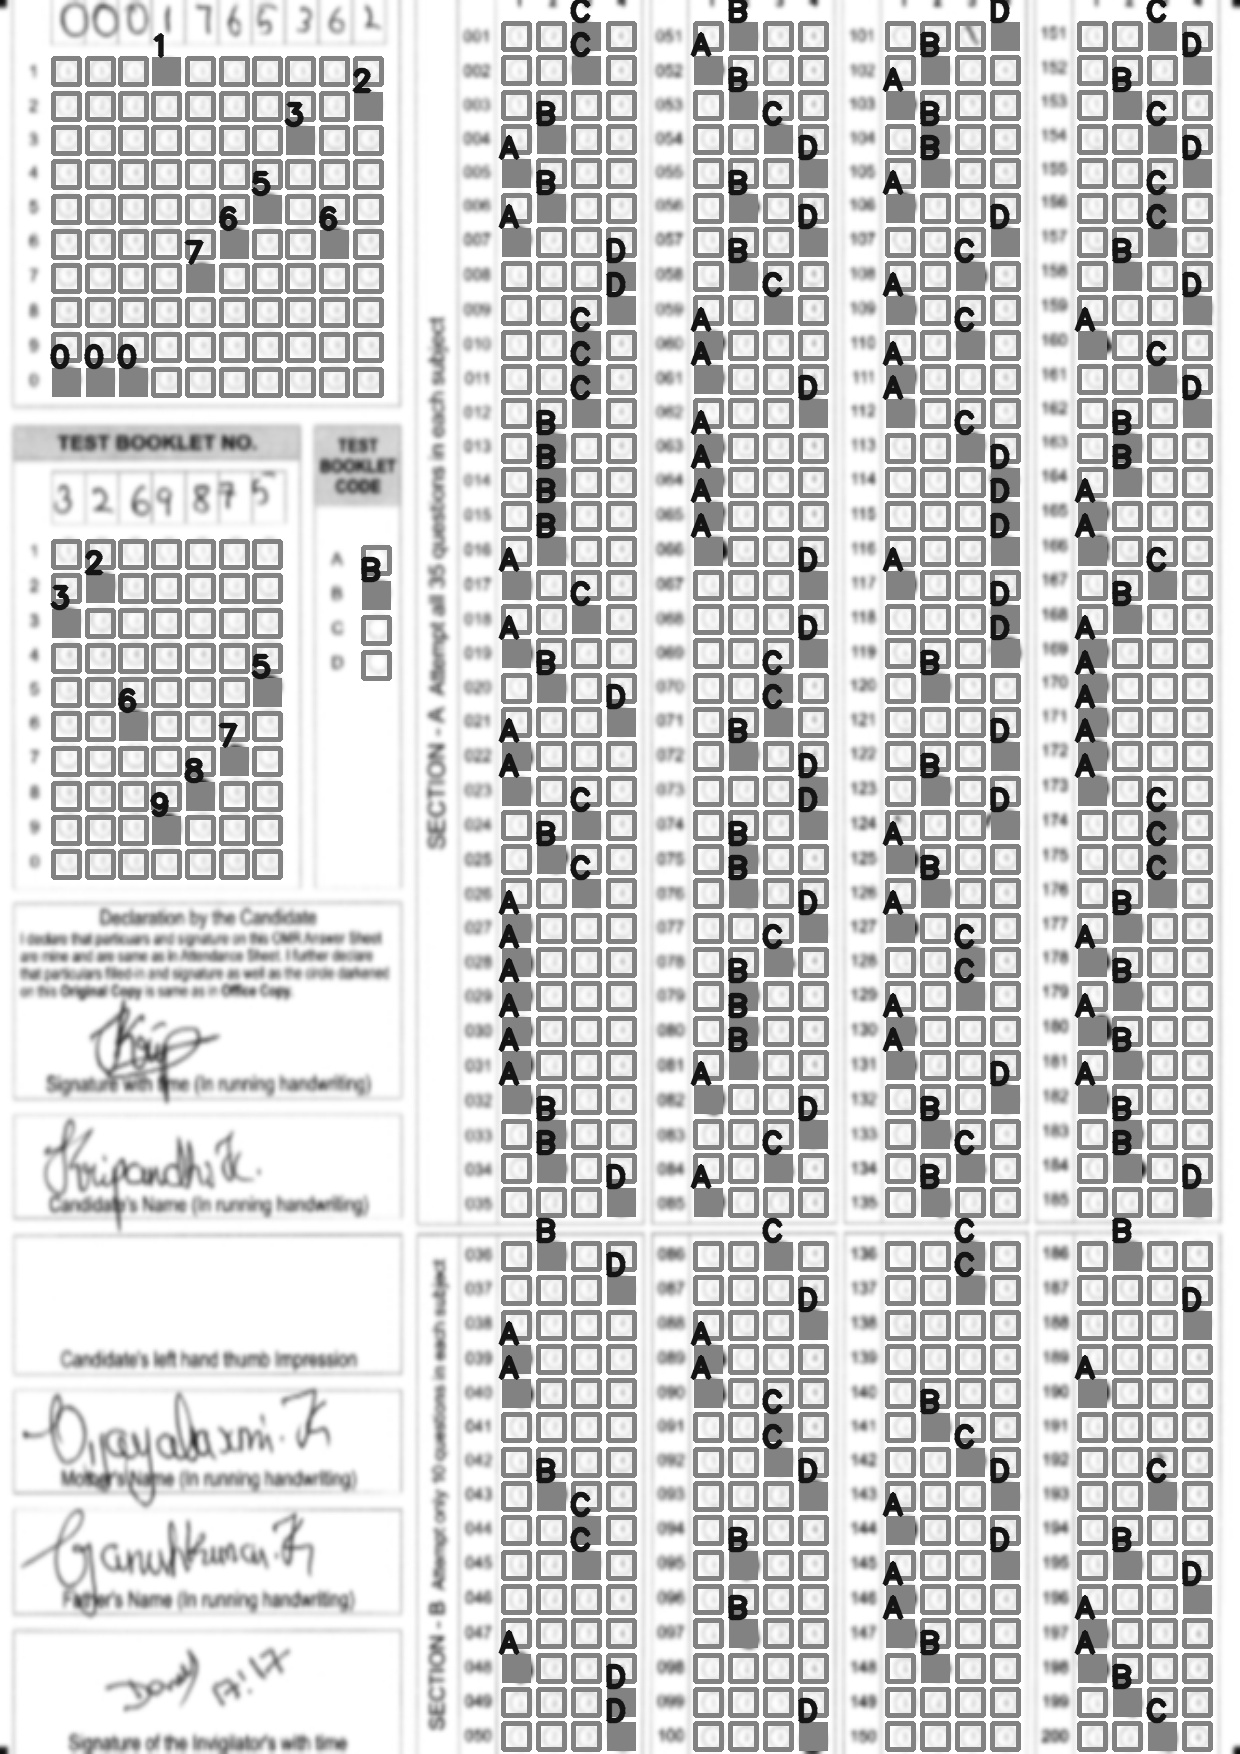 0001765362
1
2
3
4
5
6
7
8
9
0
TEST BOOKLET NO.
3269875
1
2
3
4
5
6
7
8
9
0
TEST
BOOKLET
CODE
A
B
C
D
B
Declaration by the Candidate
I declare that particulars and signature on this OMR Answer Sheet
are mine and are same as in Attendance Sheet. I further declare
that particulars filled-in and signature as well as the circle darkened
on this Original Copy is same as in Office Copy.
Signature with time (In running handwriting)
Candidate's Name (In running handwriting)
Candidate's left hand thumb Impression
Vijayalaxmi.K
Mother's Name (In running handwriting)
Father's Name (In running handwriting)
Signature of the Invigilator's with time
SECTION - A Attempt all 35 questions in each subject
001 C
002 C
003
004 B
005 A
006 B
007 A
008 D
009 D
010 C
011 C
012 C
013 B
014 B
015 B
016 B
017 A
018 C
019 A
020 B
021 D
022 A
023 A
024 C
025 B
026 C
027 A
028 A
029 A
030 A
031 A
032 A
033 B
034 B
035 D
051 B
052 A
053 B
054 C
055 D
056 B
057 D
058 B
059 C
060 A
061 A
062 D
063 A
064 A
065 A
066 A
067 D
068
069 D
070 C
071 C
072 B
073 D
074 D
075 B
076 B
077 D
078 C
079 B
080 B
081 B
082 A
083 D
084 C
085 A
101 D
102 B
103 A
104 B
105 B
106 A
107 D
108 C
109 A
110 C
111 A
112 A
113 C
114 D
115 D
116 D
117 A
118 D
119 D
120 B
121
122 D
123 B
124 D
125 A
126 B
127 A
128 C
129 C
130 A
131 A
132 D
133 B
134 C
135 B
151 C
152 D
153 B
154 C
155 D
156 C
157 C
158 B
159 D
160 A
161 C
162 D
163 B
164 B
165 A
166 A
167 C
168 B
169 A
170 A
171 A
172 A
173 A
174 C
175 C
176 C
177 B
178 A
179 B
180 A
181 B
182 A
183 B
184 B
185 D
SECTION - B Attempt only 10 questions in each subject
036 B
037 D
038
039 A
040 A
041
042
043 B
044 C
045 C
046
047
048 A
049 D
050 D
086 C
087
088 D
089 A
090 A
091 C
092 C
093 D
094
095 B
096
097 B
098
099
100 D
136 C
137 C
138
139
140
141 B
142 C
143 D
144 A
145 D
146 A
147 A
148 B
149
150
186 B
187
188 D
189
190 A
191
192
193 C
194
195 B
196 D
197 A
198 A
199 B
200 C